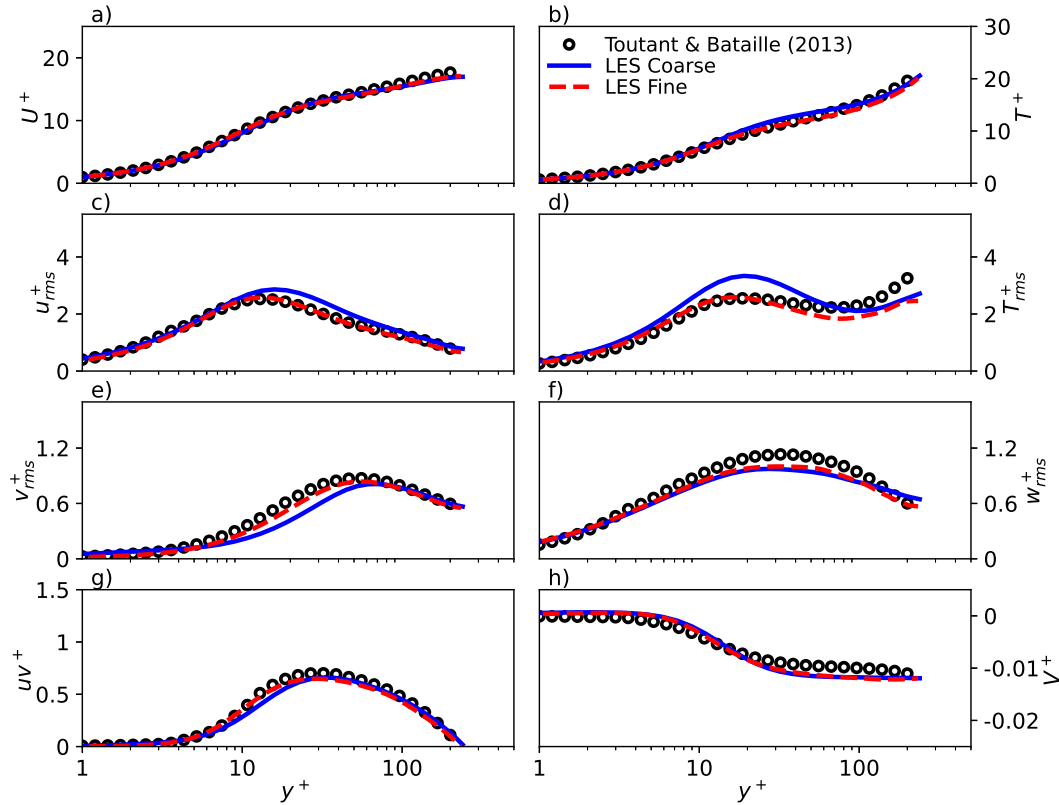 a)
20
10
0
U⁺
b)
Toutant & Bataille (2013)
LES Coarse
LES Fine
30
20
10
0
T⁺
c)
4
2
0
u⁺rms
d)
4
2
0
T⁺rms
e)
1.2
0.6
0
v⁺rms
f)
1.2
0.6
0
w⁺rms
g)
1.5
1
0.5
0
uv⁺
1
10
100
y⁺
h)
0
-0.01
-0.02
V⁺
1
10
100
y⁺